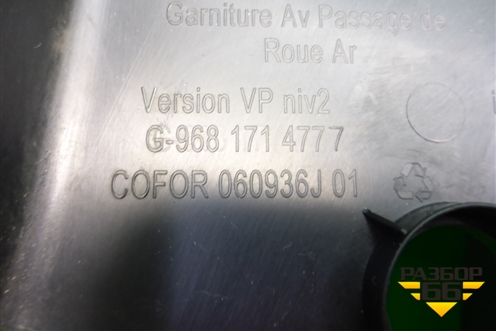 Garniture Av Passage de
Roue Ar
Version VP niv2
G-968 171 4777
COFOR 060936J 01
РАЗБОР
66